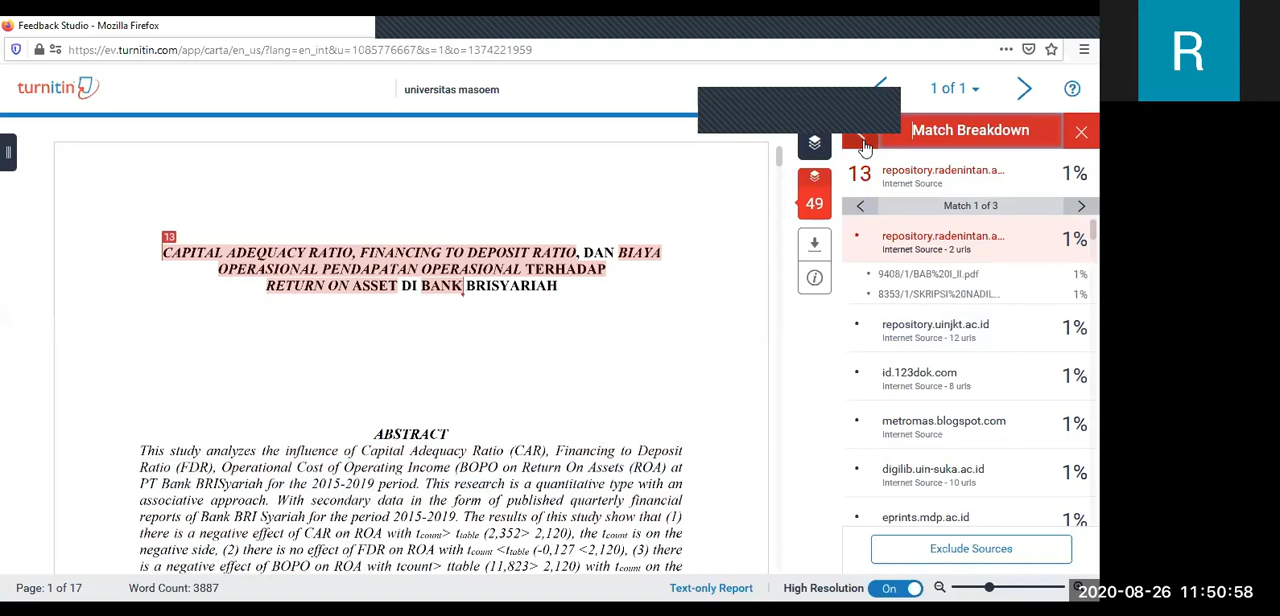 Feedback Studio - Mozilla Firefox
https://ev.turnitin.com/app/carta/en_us/?lang=en_int&u=1085776667&s=1&o=1374221959
turnitin
universitas masoem
1 of 1
?
R
Match Breakdown
13 repository.radenintan.a... 1%
Internet Source
Match 1 of 3
49
repository.radenintan.a... 1%
Internet Source - 2 urls
• 9408/1/BAB%20I_II.pdf 1%
• 8353/1/SKRIPSI%20NADIL... 1%
• repository.uinjkt.ac.id 1%
Internet Source - 12 urls
• id.123dok.com 1%
Internet Source - 8 urls
• metromas.blogspot.com 1%
Internet Source
• digilib.uin-suka.ac.id 1%
Internet Source - 10 urls
eprints.mdp.ac.id 1%
Exclude Sources
13
CAPITAL ADEQUACY RATIO, FINANCING TO DEPOSIT RATIO, DAN BIAYA
OPERASIONAL PENDAPATAN OPERASIONAL TERHADAP
RETURN ON ASSET DI BANK BRISYARIAH
ABSTRACT
This study analyzes the influence of Capital Adequacy Ratio (CAR), Financing to Deposit
Ratio (FDR), Operational Cost of Operating Income (BOPO on Return On Assets (ROA) at
PT Bank BRISyariah for the 2015-2019 period. This research is a quantitative type with an
associative approach. With secondary data in the form of published quarterly financial
reports of Bank BRI Syariah for the period 2015-2019. The results of this study show that (1)
there is a negative effect of CAR on ROA with tcount> ttable (2,352> 2,120), the tcount is on the
negative side, (2) there is no effect of FDR on ROA with tcount <ttable (-0,127 <2,120), (3) there
is a negative effect of BOPO on ROA with tcount> ttable (11,823> 2,120) with tcount on the
Page: 1 of 17
Word Count: 3887
Text-only Report
High Resolution On
2020-08-26 11:50:58